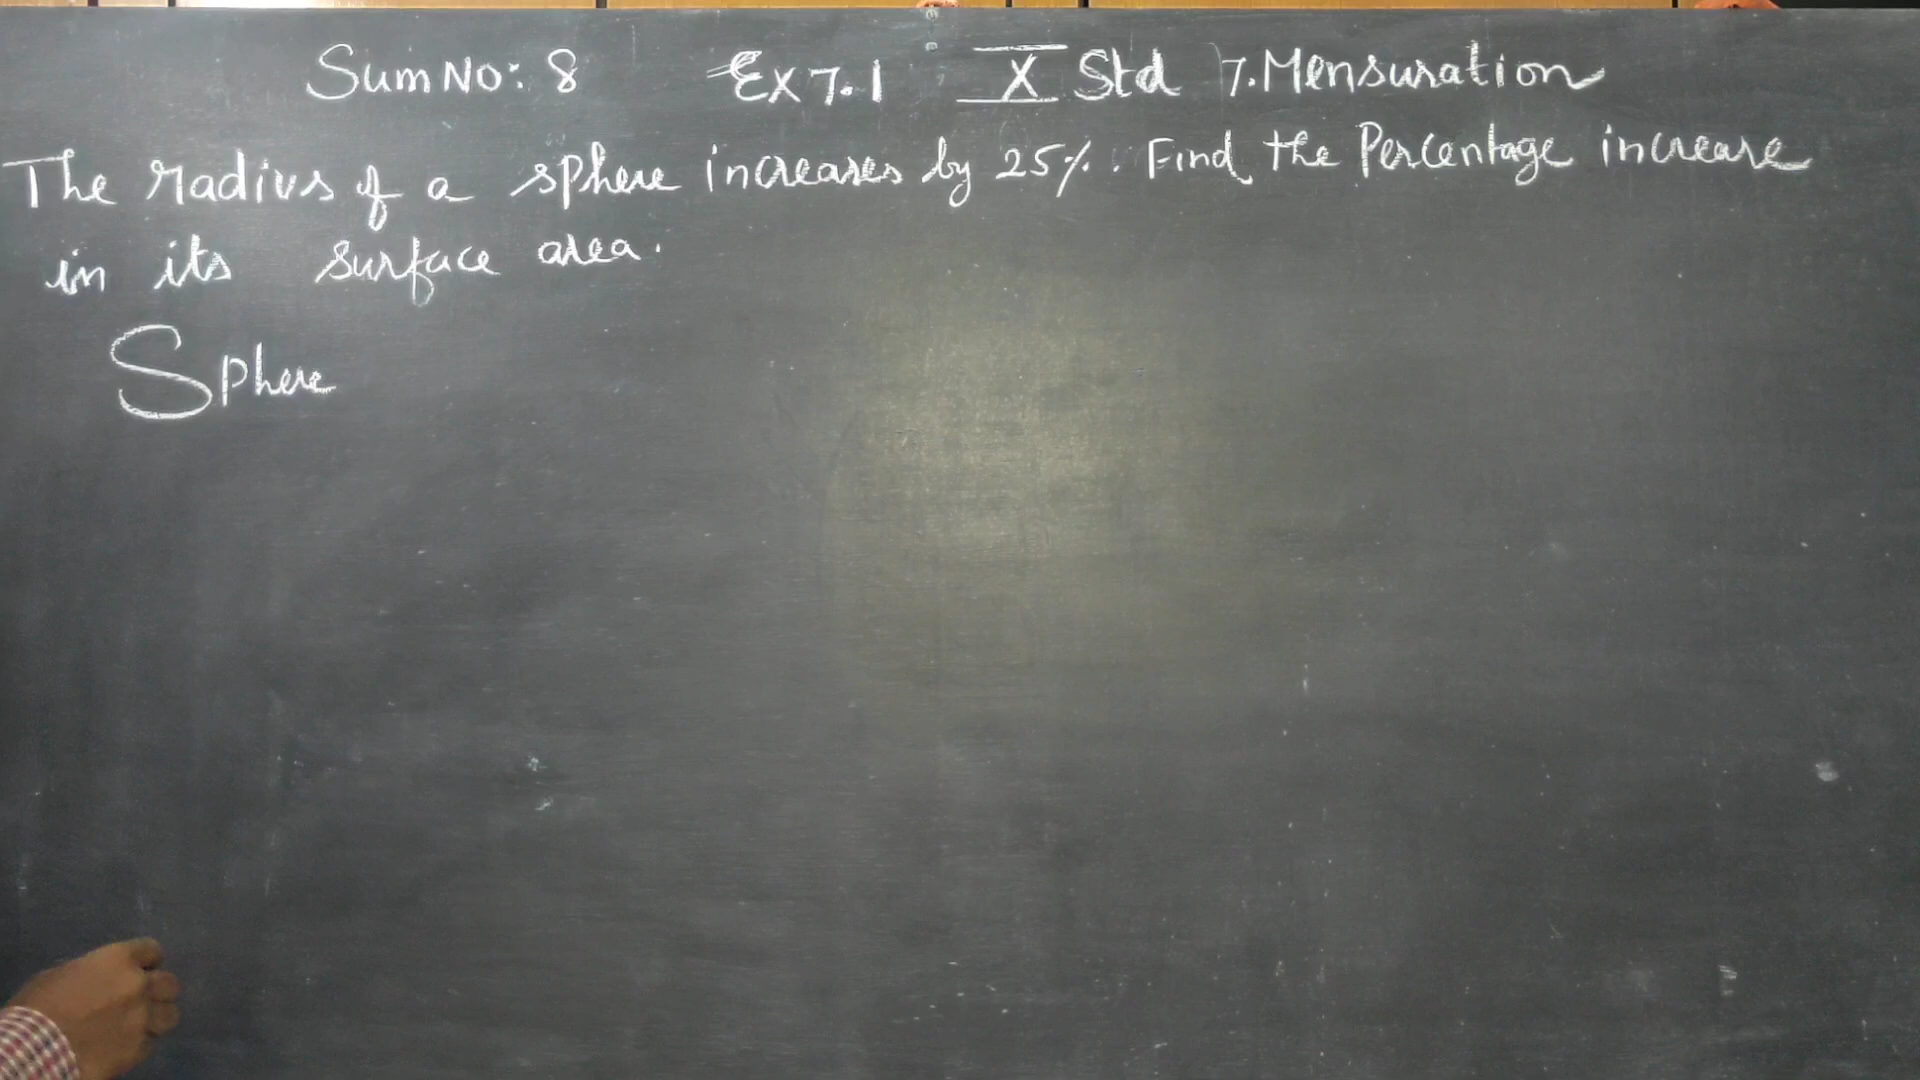 Sum No: 8 Ex 7.1 X Std 7. Mensuration
The radius of a sphere increases by 25%. Find the Percentage increase
in its surface area.
Sphere